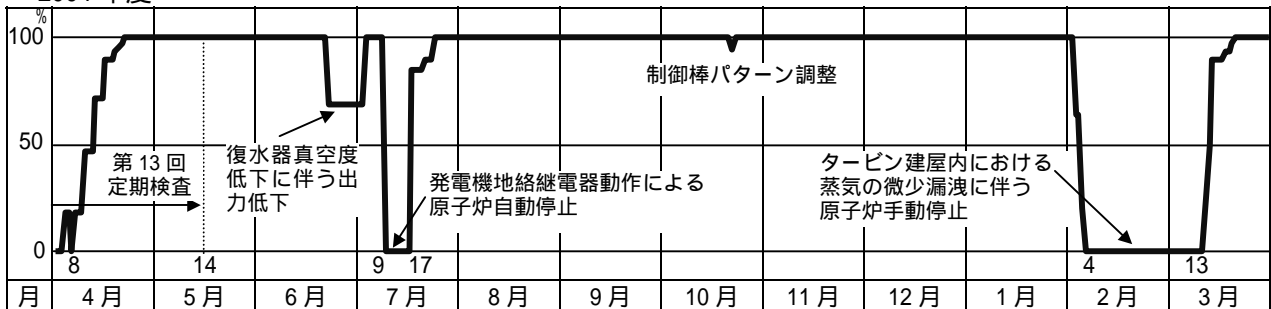 %
100
50
0
第 13 回
定期検査
復水器真空度
低下に伴う出
力低下
発電機地絡継電器動作による
原子炉自動停止
制御棒パターン調整
タービン建屋内における
蒸気の微少漏洩に伴う
原子炉手動停止
8 14 9 17 4 13
月 4 月 5 月 6 月 7 月 8 月 9 月 10 月 11 月 12 月 1 月 2 月 3 月